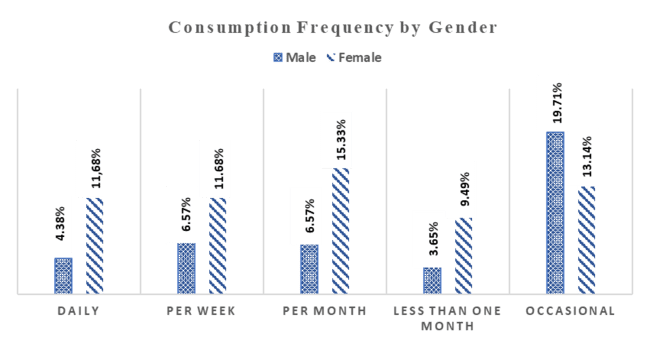 Consumption Frequency by Gender
Male Female
4.38% 11,68% 6.57% 11.68% 6.57% 15.33% 3.65% 9.49% 19.71% 13.14%
DAILY PER WEEK PER MONTH LESS THAN ONE OCCASIONAL
MONTH